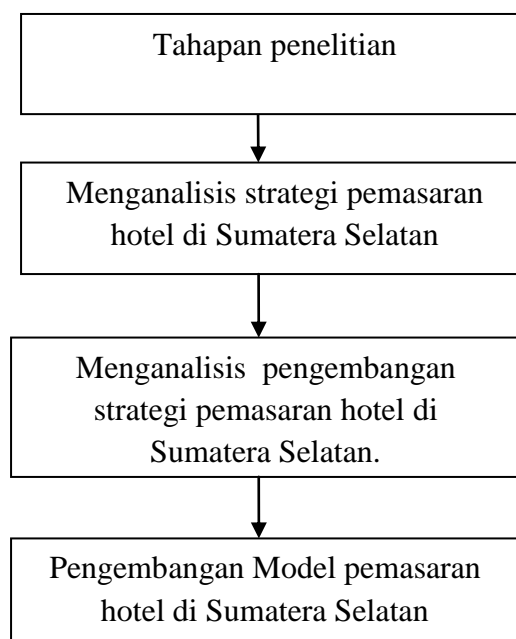 Tahapan penelitian
Menganalisis strategi pemasaran
hotel di Sumatera Selatan
Menganalisis  pengembangan
strategi pemasaran hotel di
Sumatera Selatan.
Pengembangan Model pemasaran
hotel di Sumatera Selatan